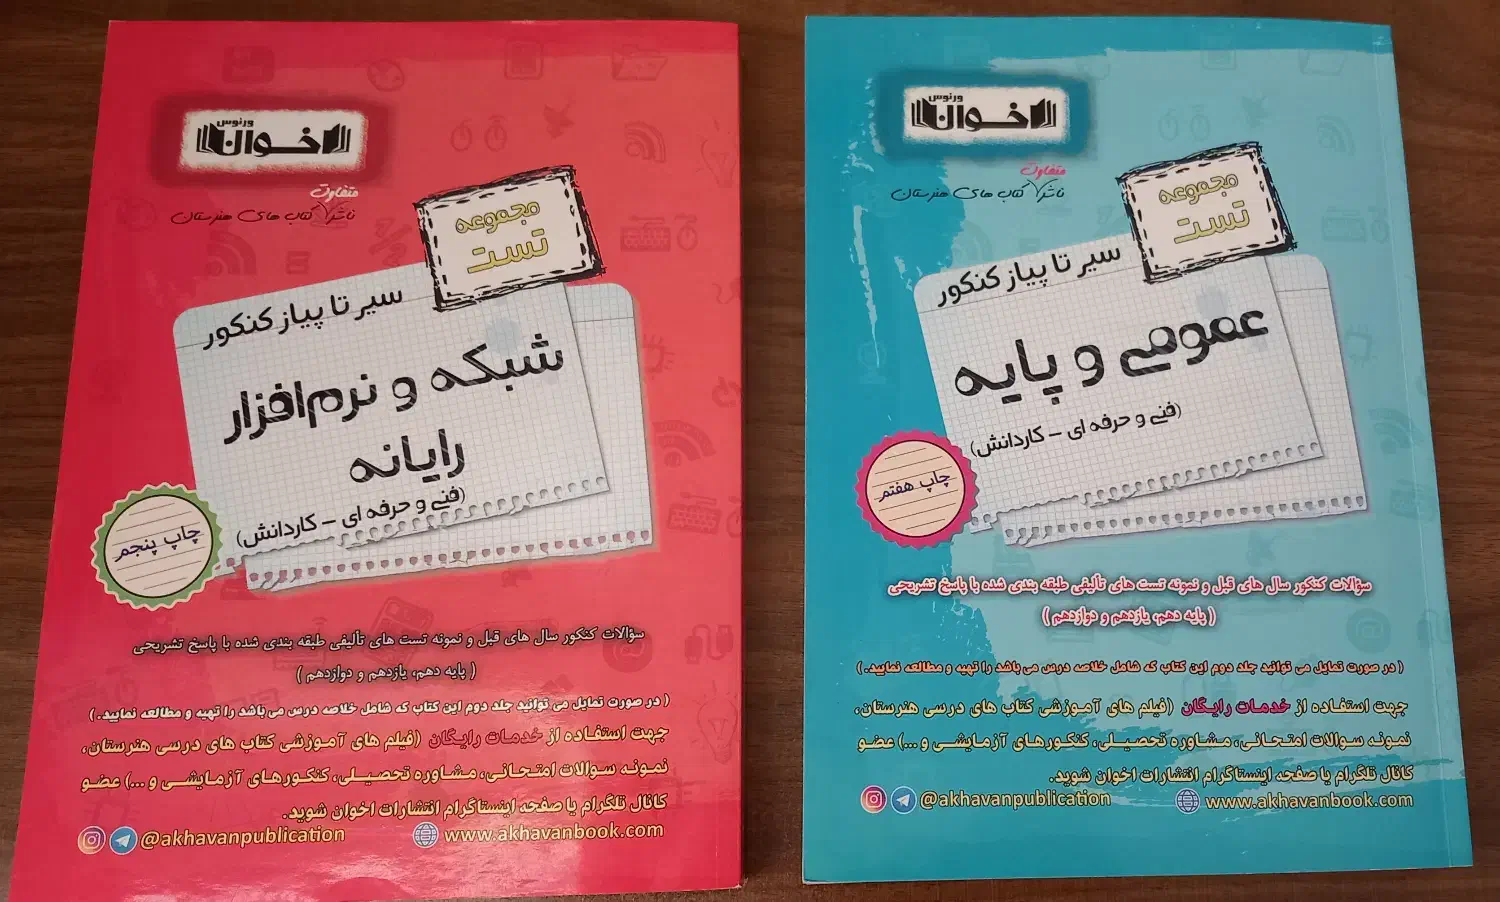 ورنوس
اخوان
ناشر متفاوت کتاب های هنرستان
مجموعه
تست
سیر تا پیاز کنکور
شبکه و نرم‌افزار
رایانه
(فنی و حرفه ای - کاردانش)
چاپ پنجم
سؤالات کنکور سال های قبل و نمونه تست های تألیفی طبقه بندی شده با پاسخ تشریحی
( پایه دهم، یازدهم و دوازدهم )
( در صورت تمایل می توانید جلد دوم این کتاب که شامل خلاصه درس می باشد را تهیه و مطالعه نمایید. )
جهت استفاده از خدمات رایگان (فیلم های آموزشی کتاب های درسی هنرستان،
نمونه سوالات امتحانی، مشاوره تحصیلی، کنکورهای آزمایشی و ...) عضو
کانال تلگرام یا صفحه اینستاگرام انتشارات اخوان شوید.
@akhavanpublication www.akhavanbook.com
ورنوس
اخوان
ناشر متفاوت کتاب های هنرستان
مجموعه
تست
سیر تا پیاز کنکور
عمومی و پایه
(فنی و حرفه ای - کاردانش)
چاپ هفتم
سؤالات کنکور سال های قبل و نمونه تست های تألیفی طبقه بندی شده با پاسخ تشریحی
( پایه دهم، یازدهم و دوازدهم )
( در صورت تمایل می توانید جلد دوم این کتاب که شامل خلاصه درس می باشد را تهیه و مطالعه نمایید. )
جهت استفاده از خدمات رایگان (فیلم های آموزشی کتاب های درسی هنرستان،
نمونه سوالات امتحانی، مشاوره تحصیلی، کنکورهای آزمایشی و ...) عضو
کانال تلگرام یا صفحه اینستاگرام انتشارات اخوان شوید.
@akhavanpublication www.akhavanbook.com